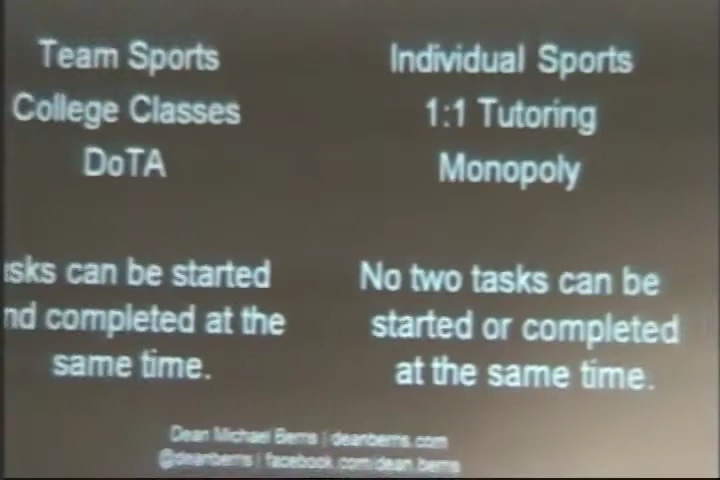 Team Sports
College Classes
DoTA
sks can be started
nd completed at the
same time.
Individual Sports
1:1 Tutoring
Monopoly
No two tasks can be
started or completed
at the same time.
Dean Michael Berris | deanberris.com
@deanberris | facebook.com/dean.berris